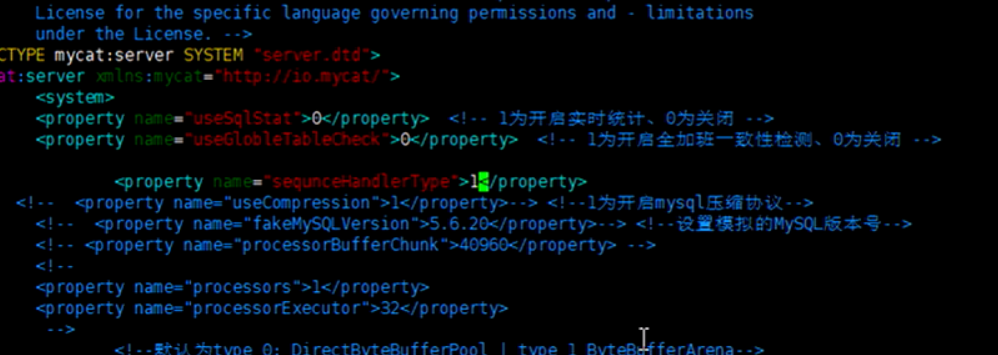 License for the specific language governing permissions and - limitations
under the License. -->
CTYPE mycat:server SYSTEM "server.dtd">
at:server xmlns:mycat="http://io.mycat/">
<system>
<property name="useSqlStat">0</property> <!-- 1为开启实时统计、0为关闭 -->
<property name="useGlobleTableCheck">0</property> <!-- 1为开启全加班一致性检测、0为关闭 -->
<property name="sequnceHandlerType">1</property>
<!-- <property name="useCompression">1</property>--> <!--1为开启mysql压缩协议-->
<!-- <property name="fakeMySQLVersion">5.6.20</property>--> <!--设置模拟的MySQL版本号-->
<!-- <property name="processorBufferChunk">40960</property> -->
<!--
<property name="processors">1</property>
<property name="processorExecutor">32</property>
-->
<!--默认为type 0: DirectByteBufferPool | type 1 ByteBufferArena-->